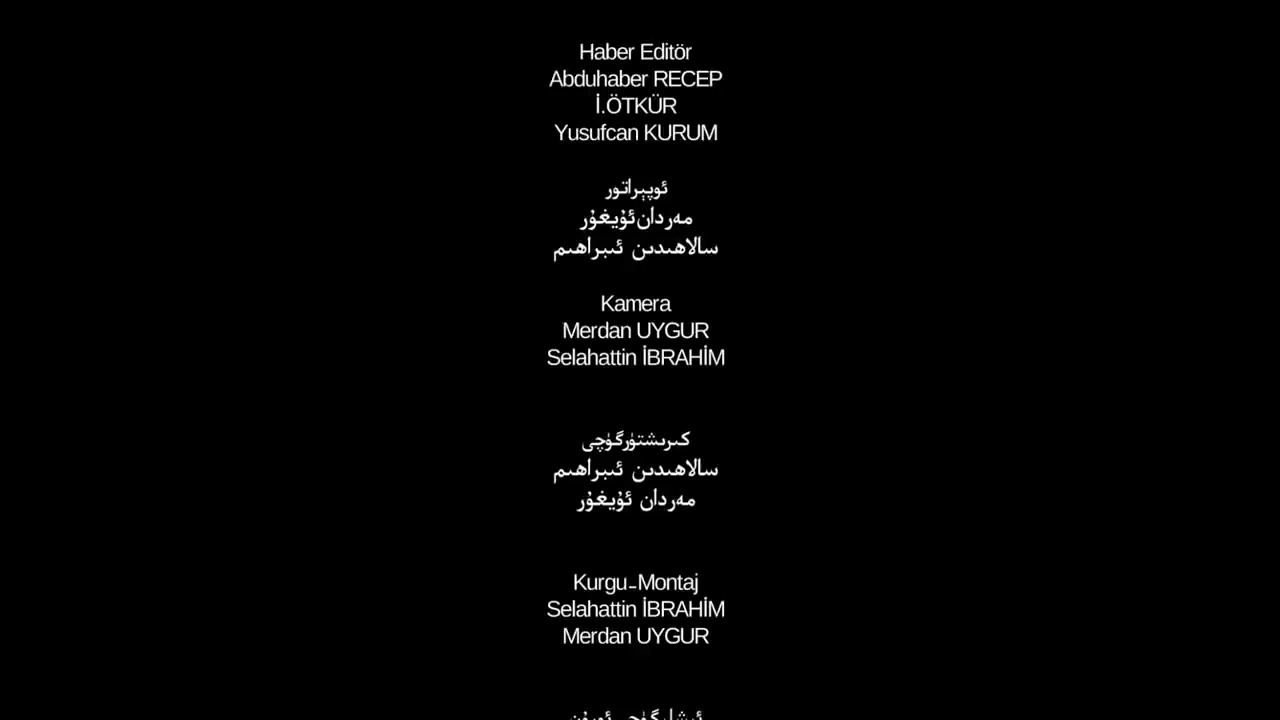 Haber Editör
Abduhaber RECEP
İ.ÖTKÜR
Yusufcan KURUM
ئوپېراتور
مەردان ئۇيغۇر
سالاھىدىن ئىبراھىم
Kamera
Merdan UYGUR
Selahattin İBRAHİM
كىرىشتۈرگۈچى
سالاھىدىن ئىبراھىم
مەردان ئۇيغۇر
Kurgu-Montaj
Selahattin İBRAHİM
Merdan UYGUR